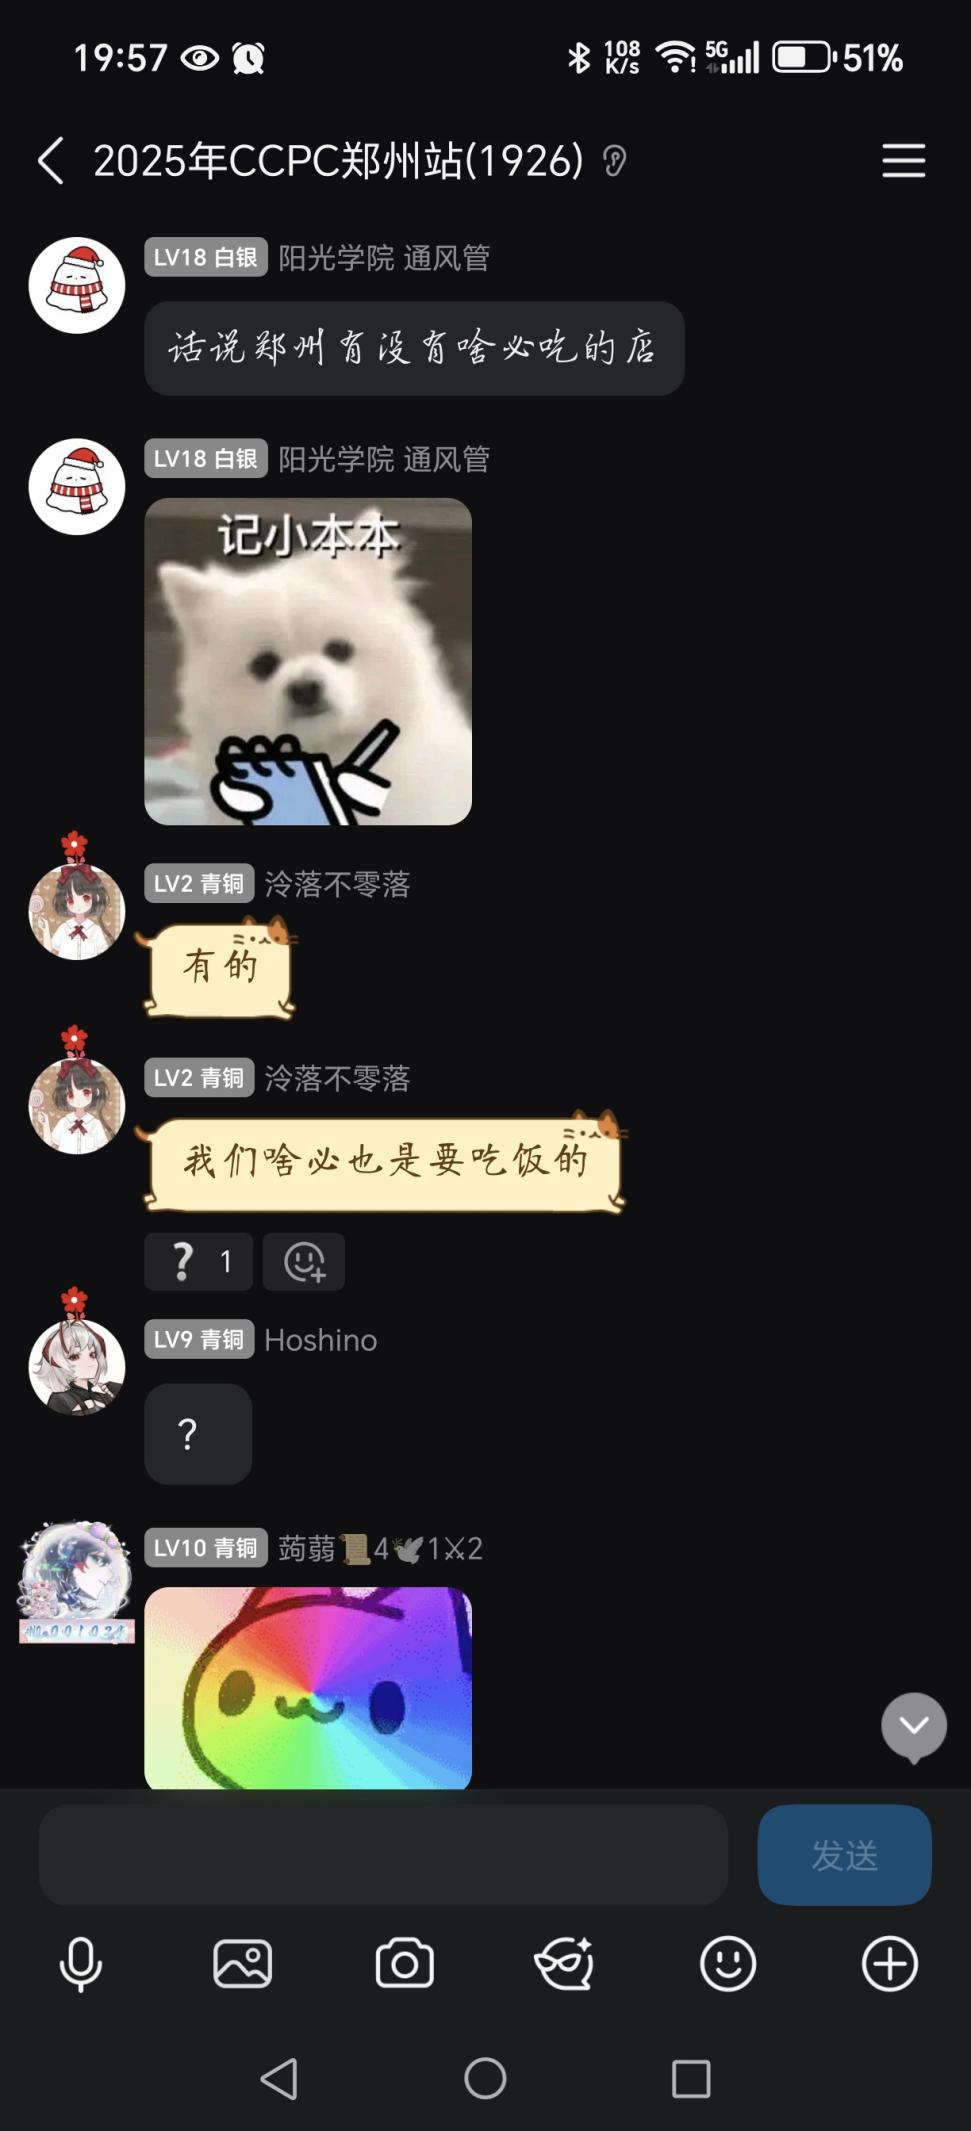 19:57 108 K/s 5G 51%
2025年CCPC郑州站(1926)
LV18 白银 阳光学院 通风管
话说郑州有没有啥必吃的店
LV18 白银 阳光学院 通风管
记小本本
LV2 青铜 泠落不零落
有的
LV2 青铜 泠落不零落
我们啥必也是要吃饭的
? 1
LV9 青铜 Hoshino
?
LV10 青铜 蒟蒻📜4🕊️1⚔2
发送